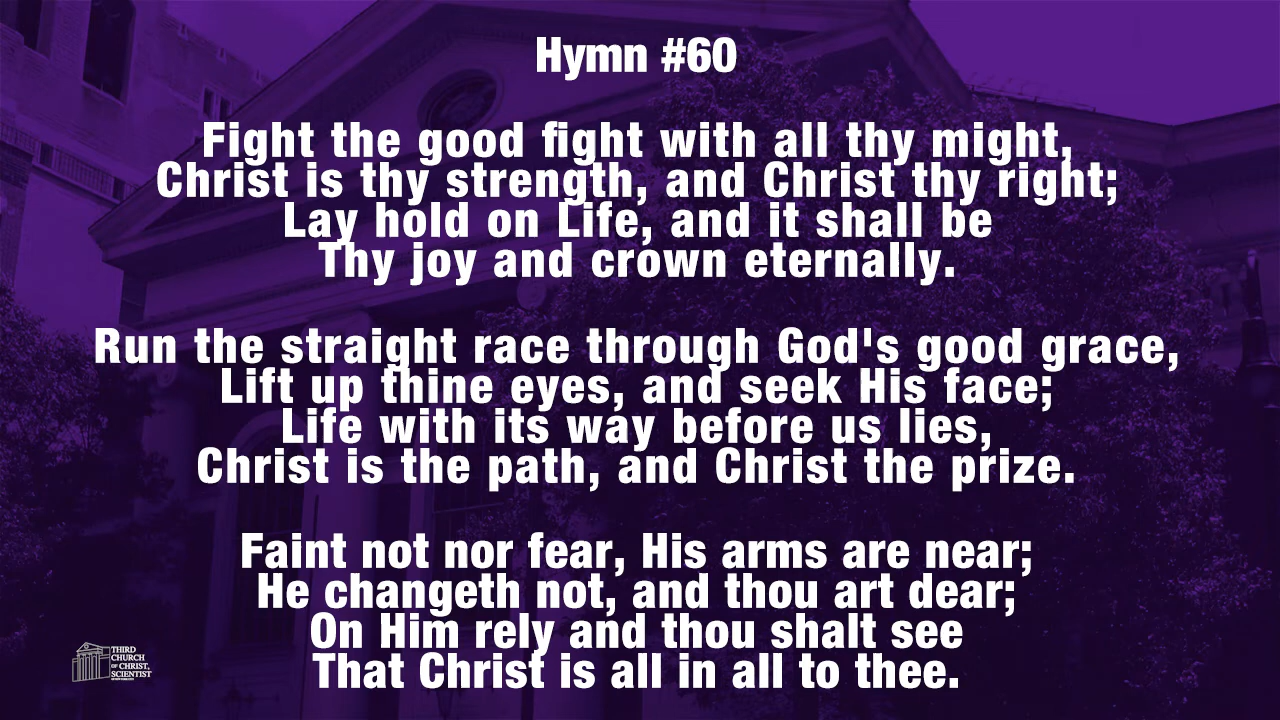 Hymn #60
Fight the good fight with all thy might,
Christ is thy strength, and Christ thy right;
Lay hold on Life, and it shall be
Thy joy and crown eternally.
Run the straight race through God's good grace,
Lift up thine eyes, and seek His face;
Life with its way before us lies,
Christ is the path, and Christ the prize.
Faint not nor fear, His arms are near;
He changeth not, and thou art dear;
On Him rely and thou shalt see
That Christ is all in all to thee.
THIRD
CHURCH
OF CHRIST,
SCIENTIST